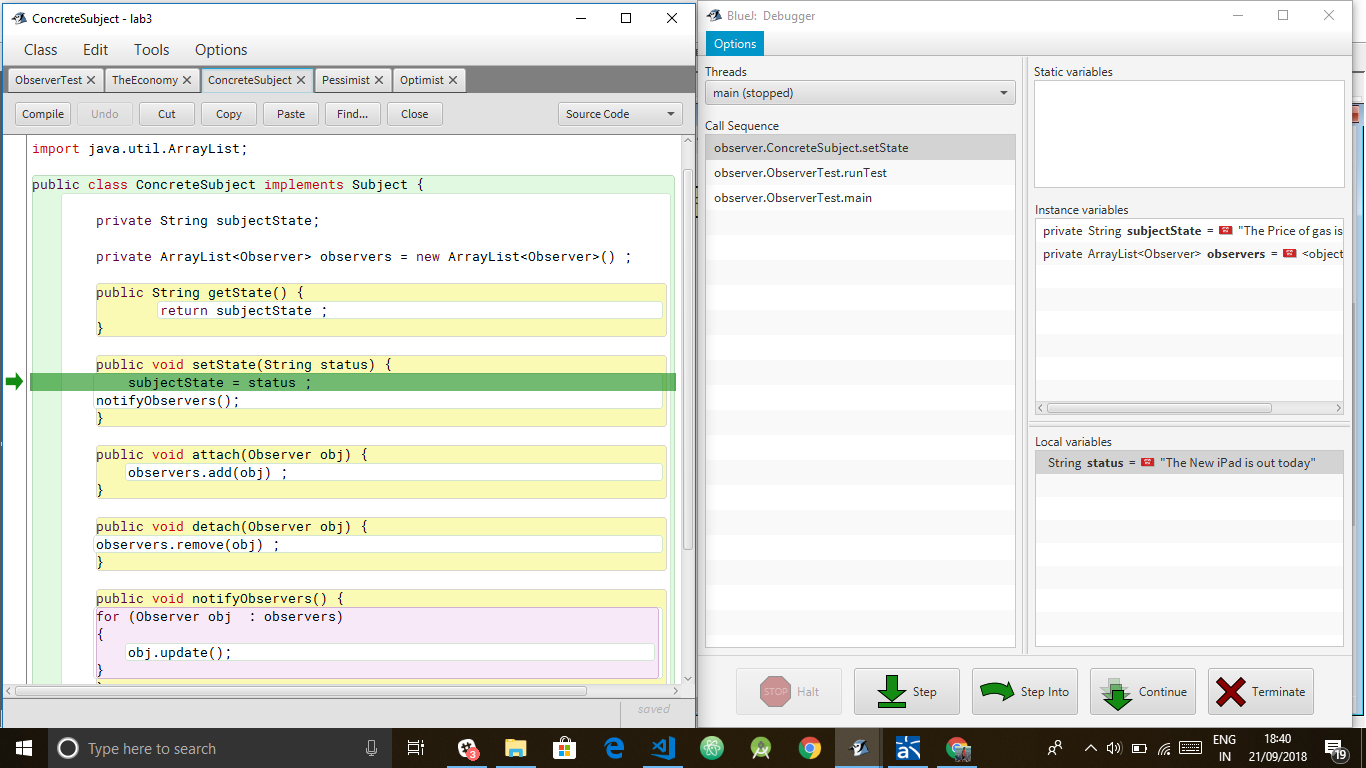 ConcreteSubject - lab3
Class Edit Tools Options
ObserverTest TheEconomy ConcreteSubject Pessimist Optimist
Compile Undo Cut Copy Paste Find... Close Source Code
import java.util.ArrayList;
public class ConcreteSubject implements Subject {
private String subjectState;
private ArrayList<Observer> observers = new ArrayList<Observer>() ;
public String getState() {
return subjectState ;
}
public void setState(String status) {
subjectState = status ;
notifyObservers();
}
public void attach(Observer obj) {
observers.add(obj) ;
}
public void detach(Observer obj) {
observers.remove(obj) ;
}
public void notifyObservers() {
for (Observer obj  : observers)
{
obj.update();
}
saved
BlueJ: Debugger
Options
Threads
main (stopped)
Call Sequence
observer.ConcreteSubject.setState
observer.ObserverTest.runTest
observer.ObserverTest.main
Static variables
Instance variables
private String subjectState = "The Price of gas is
private ArrayList<Observer> observers = <object
Local variables
String status = "The New iPad is out today"
STOP Halt Step Step Into Continue Terminate
Type here to search
3
ENG
IN
18:40
21/09/2018
19